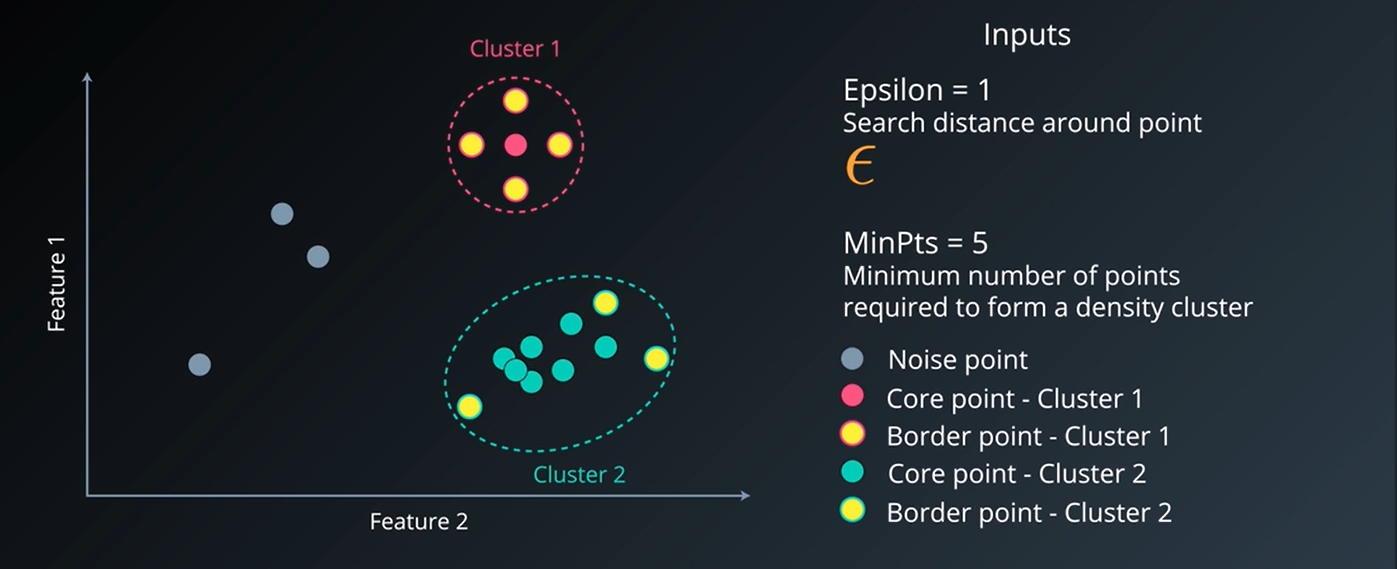 Cluster 1
Feature 1
Cluster 2
Feature 2
Inputs
Epsilon = 1
Search distance around point
ϵ
MinPts = 5
Minimum number of points
required to form a density cluster
Noise point
Core point - Cluster 1
Border point - Cluster 1
Core point - Cluster 2
Border point - Cluster 2